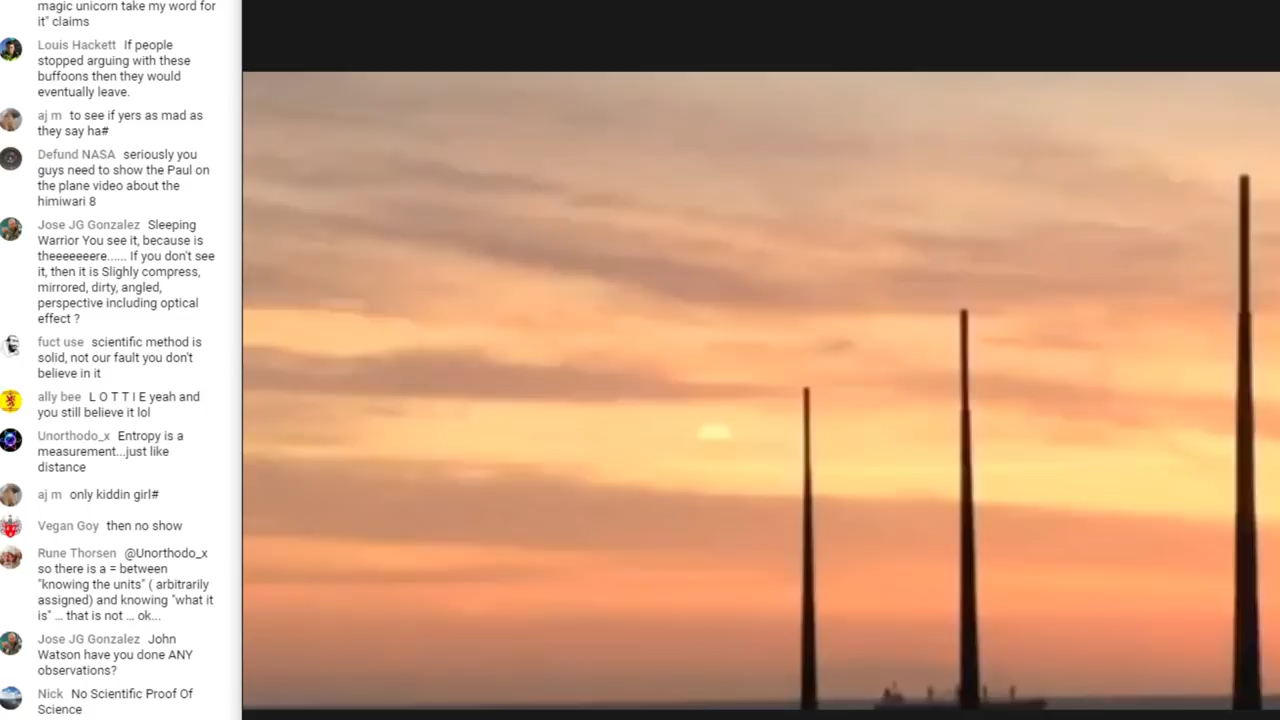 magic unicorn take my word for
it" claims
Louis Hackett If people
stopped arguing with these
buffoons then they would
eventually leave.
aj m to see if yers as mad as
they say ha#
Defund NASA seriously you
guys need to show the Paul on
the plane video about the
himiwari 8
Jose JG Gonzalez Sleeping
Warrior You see it, because is
theeeeeeere...... If you don't see
it, then it is Slighly compress,
mirrored, dirty, angled,
perspective including optical
effect ?
fuct use scientific method is
solid, not our fault you don't
believe in it
ally bee L O T T I E yeah and
you still believe it lol
Unorthodo_x Entropy is a
measurement...just like
distance
aj m only kiddin girl#
Vegan Goy then no show
Rune Thorsen @Unorthodo_x
so there is a = between
"knowing the units" ( arbitrarily
assigned) and knowing "what it
is" ... that is not ... ok...
Jose JG Gonzalez John
Watson have you done ANY
observations?
Nick No Scientific Proof Of
Science